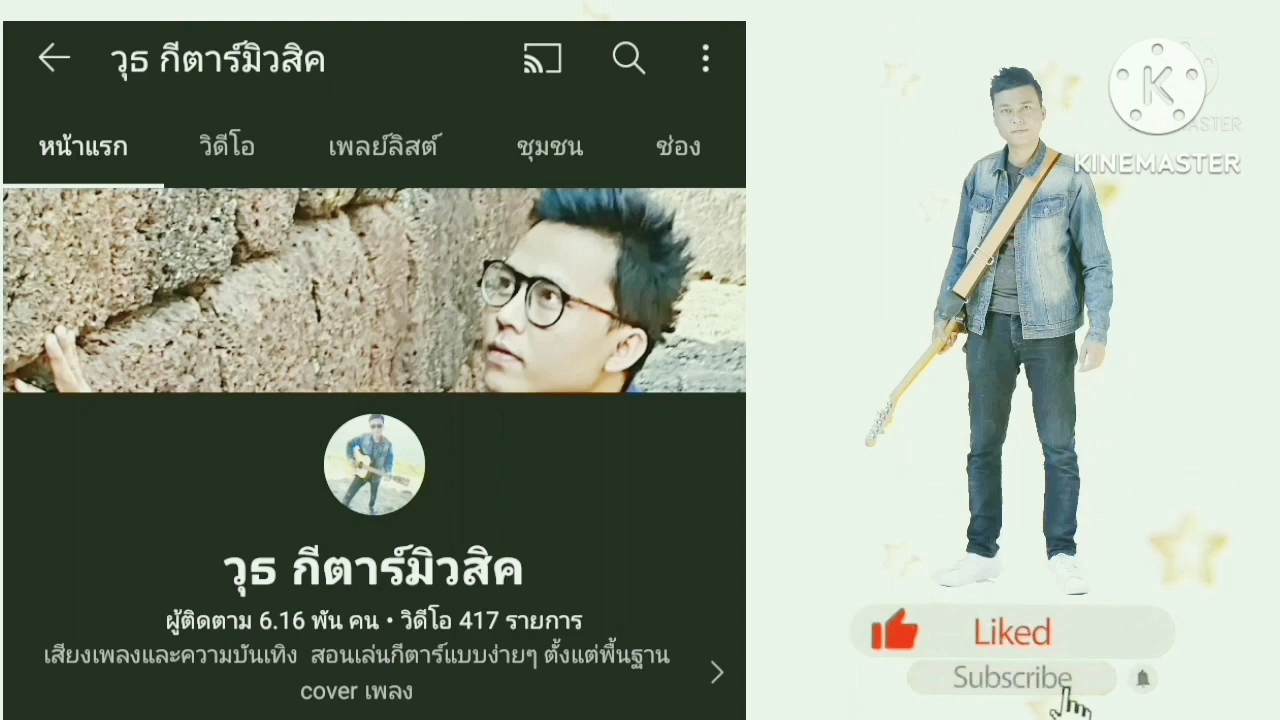 วุธ กีตาร์มิวสิค
หน้าแรก วิดีโอ เพลย์ลิสต์ ชุมชน ช่อง
วุธ กีตาร์มิวสิค
ผู้ติดตาม 6.16 พัน คน • วิดีโอ 417 รายการ
เสียงเพลงและความบันเทิง สอนเล่นกีตาร์แบบง่ายๆ ตั้งแต่พื้นฐาน
cover เพลง
K
KINEMASTER
Liked
Subscribe